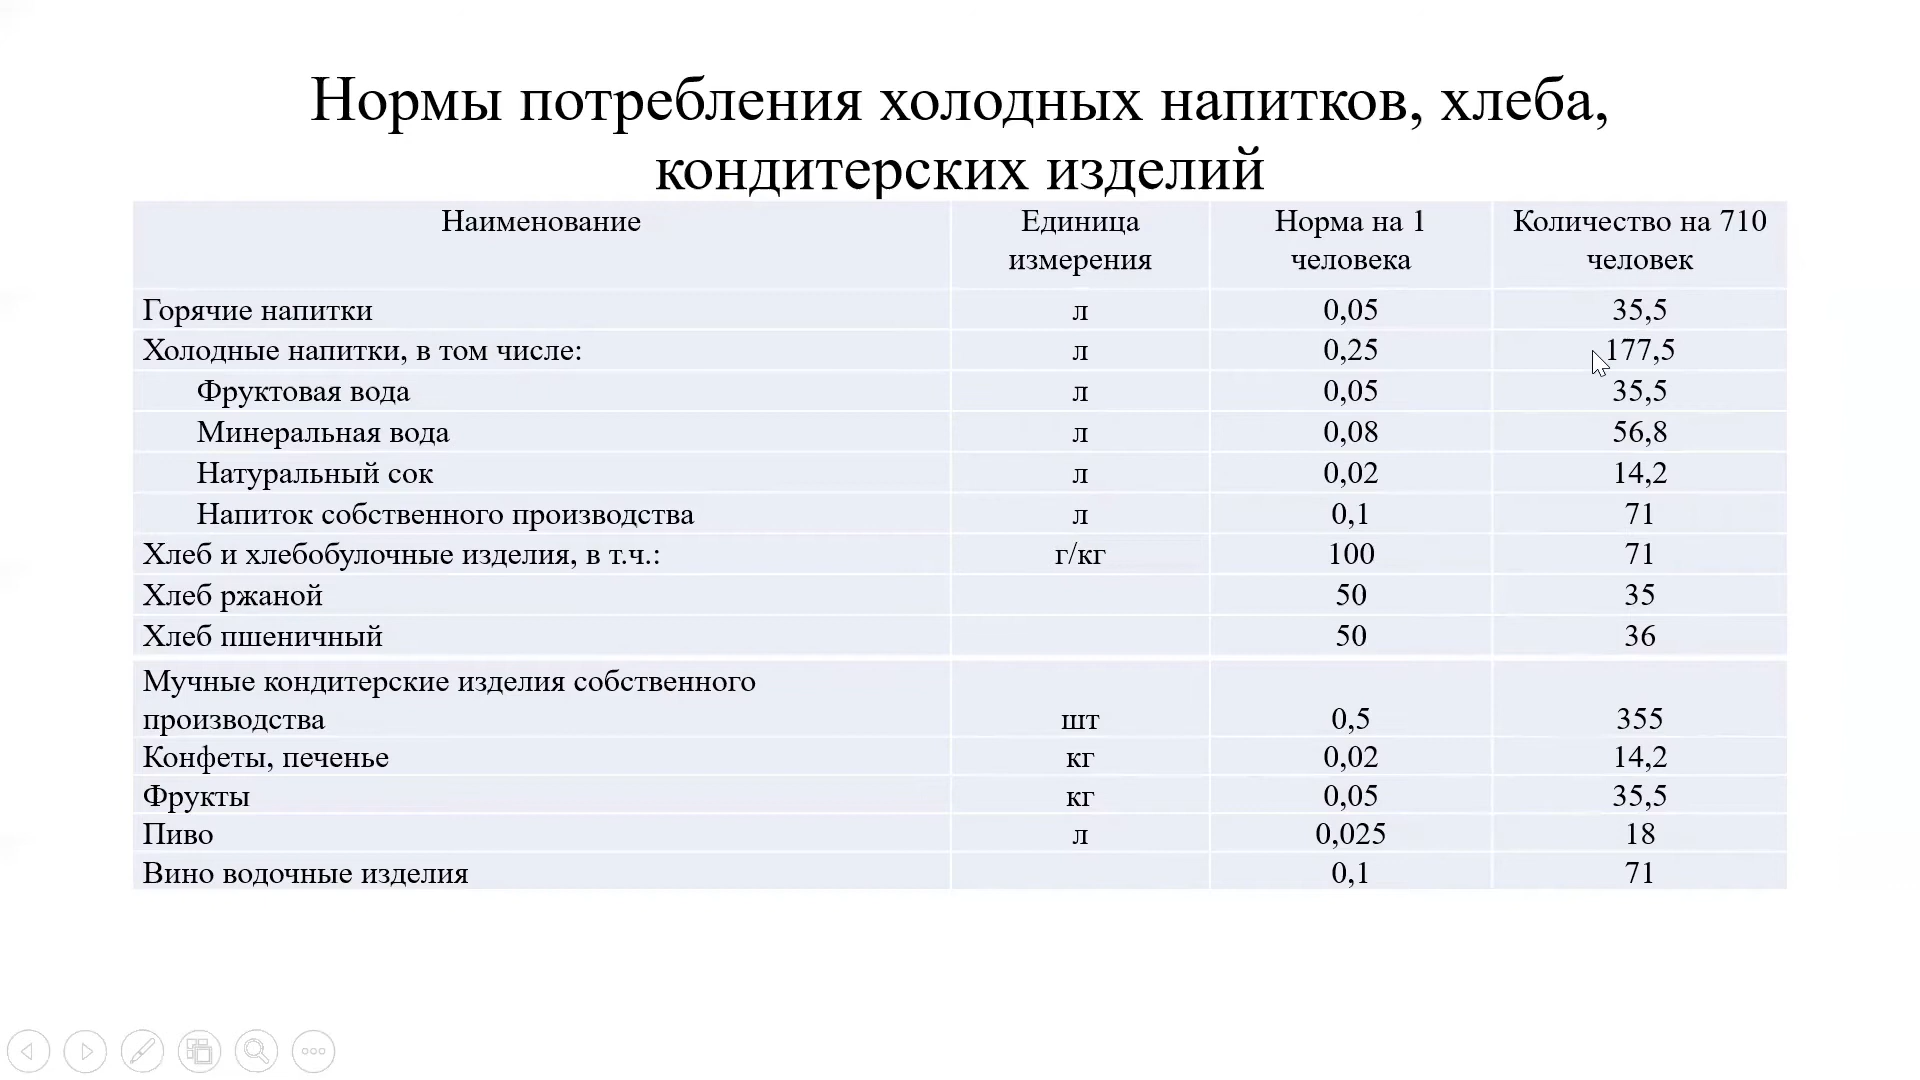 Нормы потребления холодных напитков, хлеба,
кондитерских изделий
Наименование Единица измерения Норма на 1 человека Количество на 710 человек
Горячие напитки л 0,05 35,5
Холодные напитки, в том числе: л 0,25 177,5
Фруктовая вода л 0,05 35,5
Минеральная вода л 0,08 56,8
Натуральный сок л 0,02 14,2
Напиток собственного производства л 0,1 71
Хлеб и хлебобулочные изделия, в т.ч.: г/кг 100 71
Хлеб ржаной 50 35
Хлеб пшеничный 50 36
Мучные кондитерские изделия собственного
производства шт 0,5 355
Конфеты, печенье кг 0,02 14,2
Фрукты кг 0,05 35,5
Пиво л 0,025 18
Вино водочные изделия 0,1 71